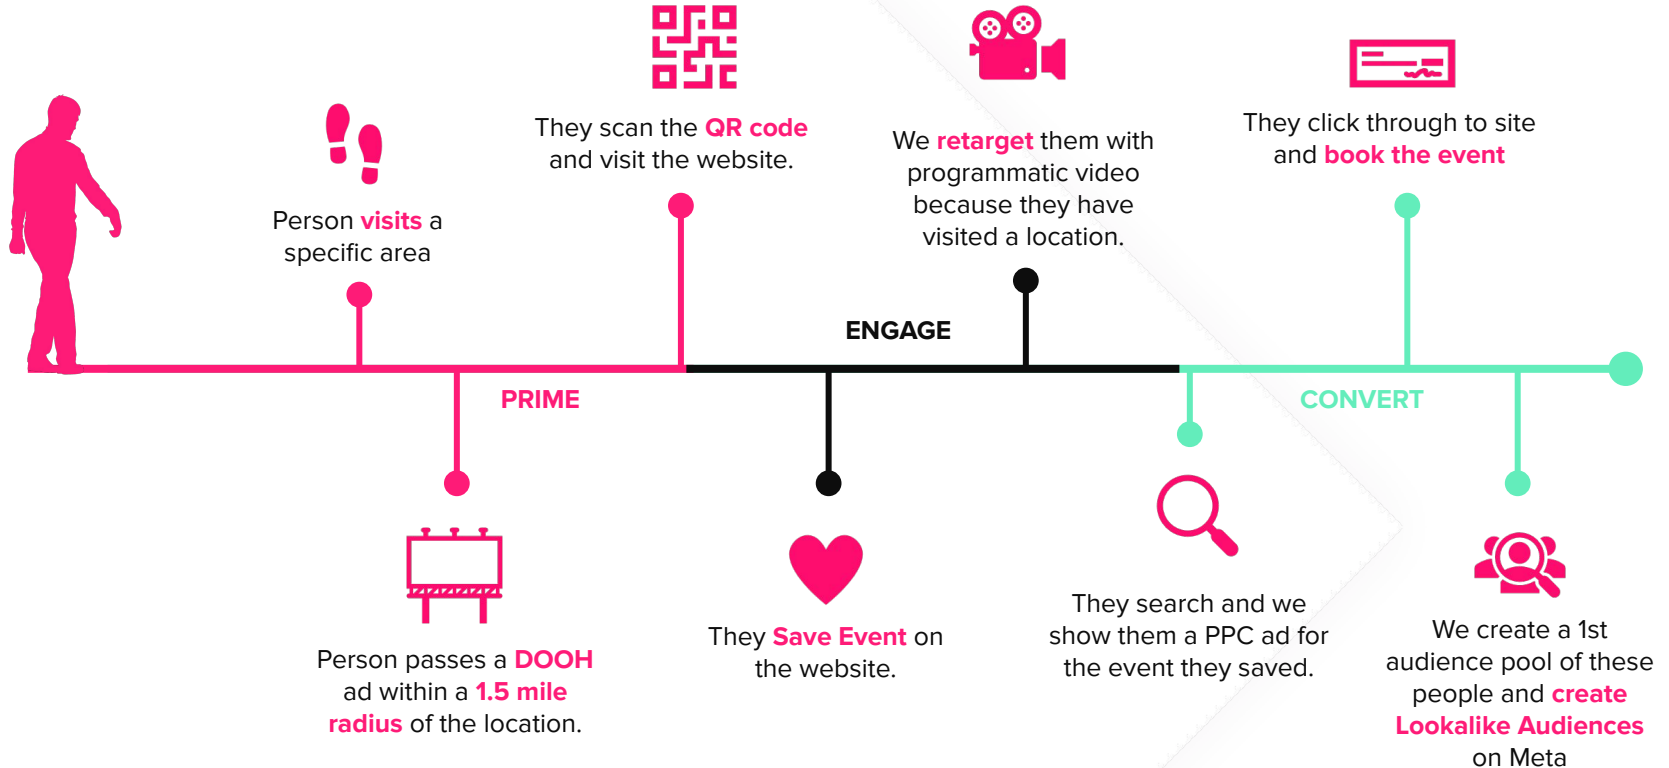 Person visits a
specific area
PRIME
Person passes a DOOH
ad within a 1.5 mile
radius of the location.
They scan the QR code
and visit the website.
ENGAGE
They Save Event on
the website.
We retarget them with
programmatic video
because they have
visited a location.
They search and we
show them a PPC ad for
the event they saved.
They click through to site
and book the event
CONVERT
We create a 1st
audience pool of these
people and create
Lookalike Audiences
on Meta